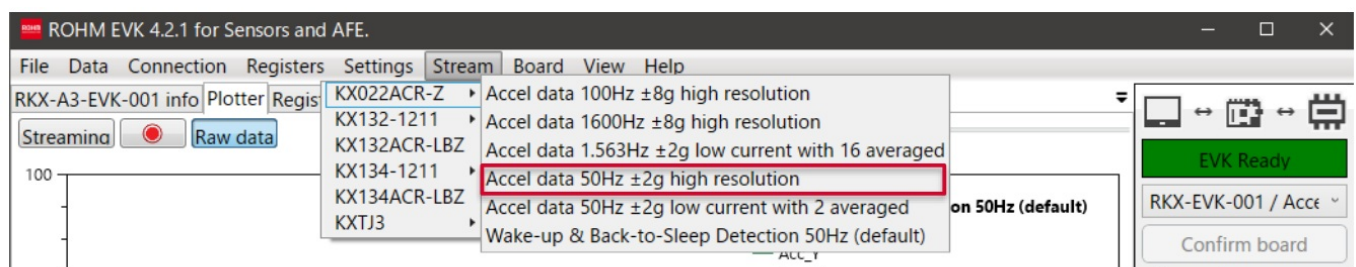 ROHM EVK 4.2.1 for Sensors and AFE.
File Data Connection Registers Settings Stream Board View Help
RKX-A3-EVK-001 info Plotter Regis
Streaming Raw data
100
KX022ACR-Z
KX132-1211
KX132ACR-LBZ
KX134-1211
KX134ACR-LBZ
KXTJ3
Accel data 100Hz ±8g high resolution
Accel data 1600Hz ±8g high resolution
Accel data 1.563Hz ±2g low current with 16 averaged
Accel data 50Hz ±2g high resolution
Accel data 50Hz ±2g low current with 2 averaged
Wake-up & Back-to-Sleep Detection 50Hz (default)
on 50Hz (default)
Acc_Y
EVK Ready
RKX-EVK-001 / Acce
Confirm board